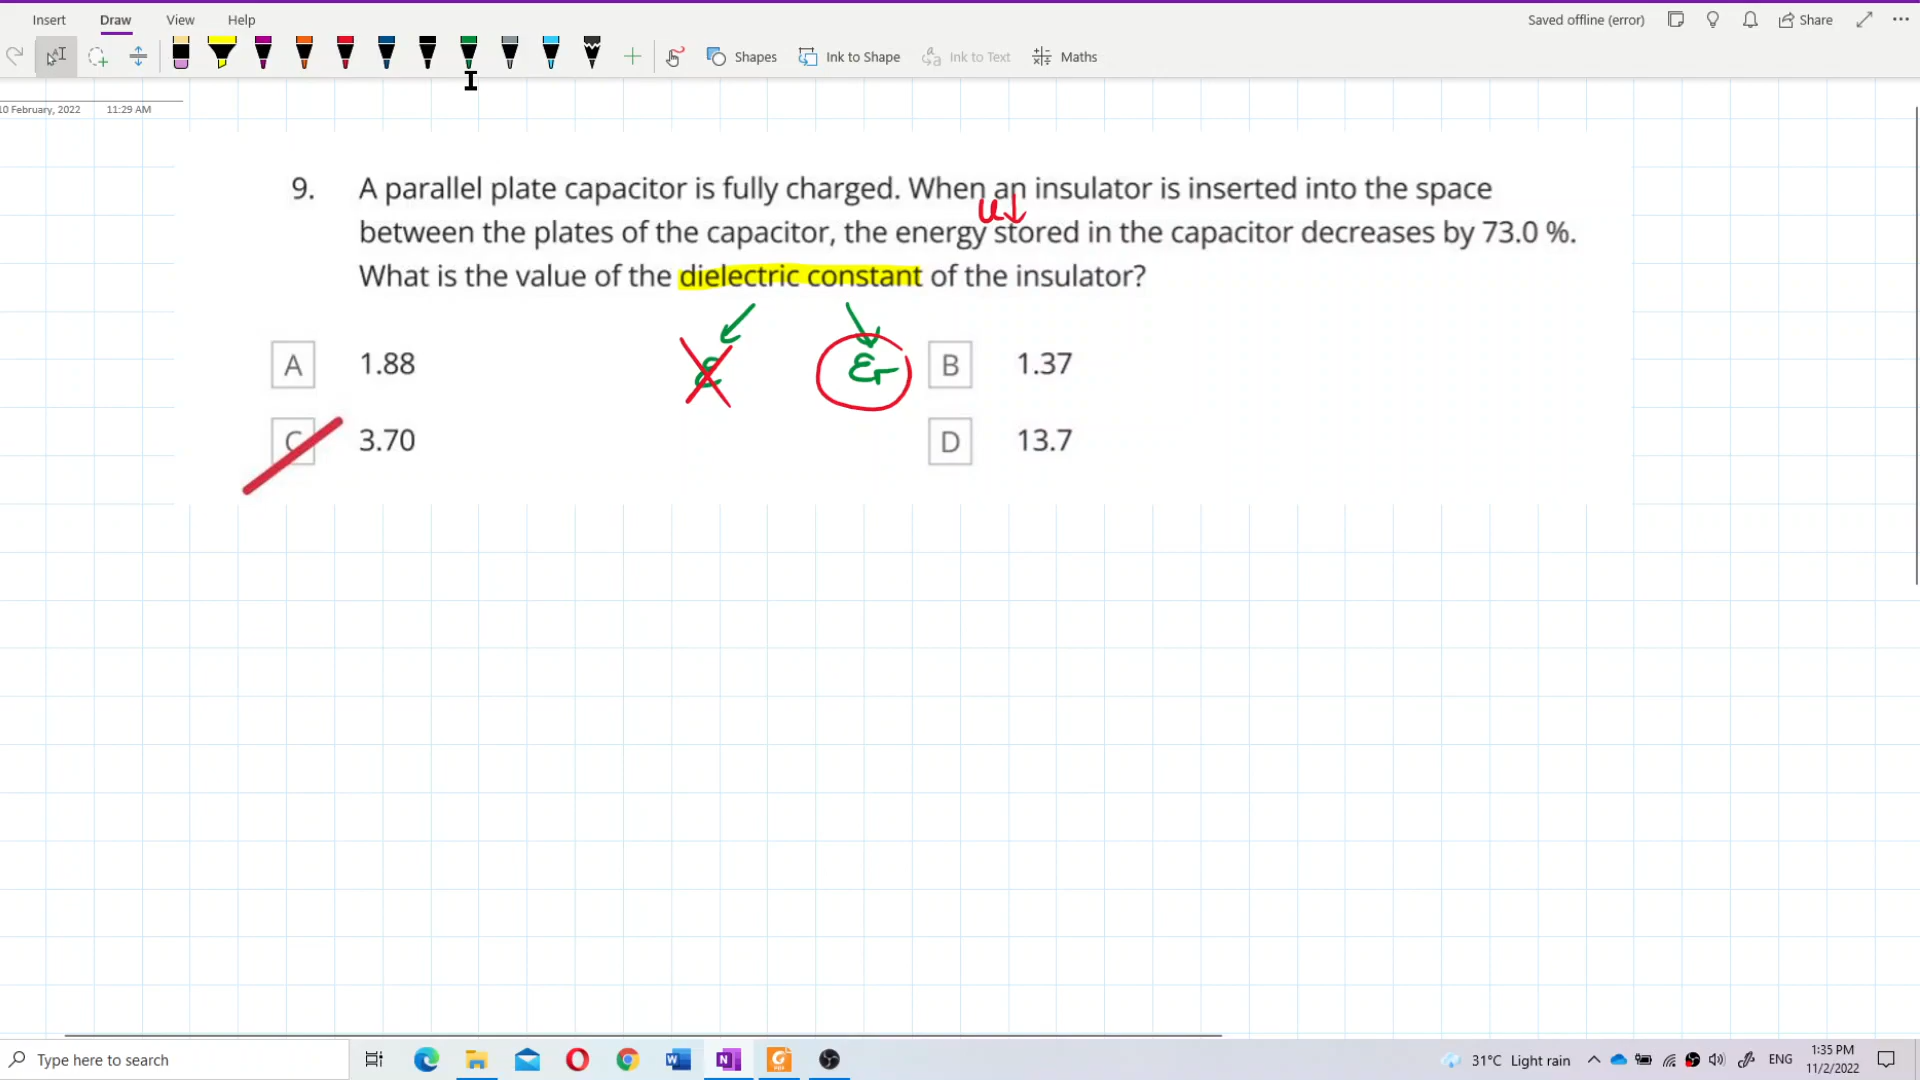 Insert Draw View Help Saved offline (error) Share
Shapes Ink to Shape Ink to Text Maths
10 February, 2022 11:29 AM
9. A parallel plate capacitor is fully charged. When an insulator is inserted into the space
U↓
between the plates of the capacitor, the energy stored in the capacitor decreases by 73.0 %.
What is the value of the dielectric constant of the insulator?
ε εr
A 1.88 B 1.37
C 3.70 D 13.7
Type here to search 31°C Light rain ENG 1:35 PM
11/2/2022